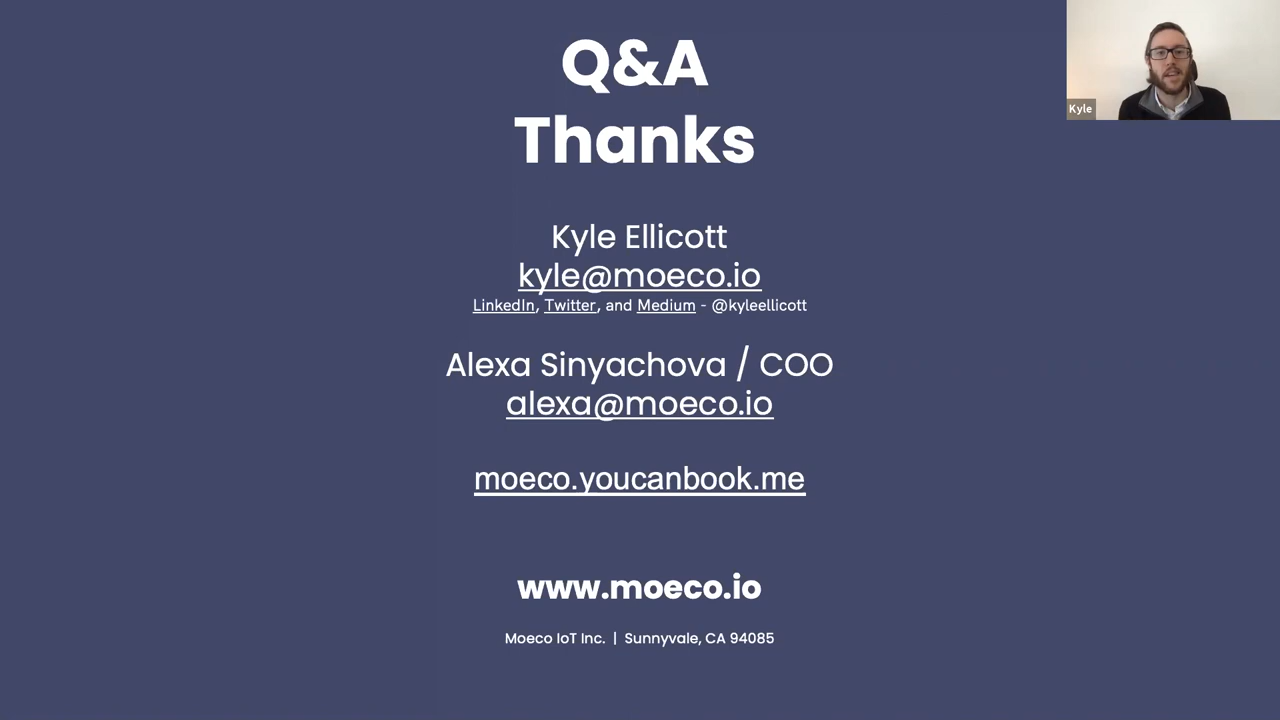 Q&A
Thanks
Kyle
Kyle Ellicott
kyle@moeco.io
LinkedIn, Twitter, and Medium - @kyleellicott
Alexa Sinyachova / COO
alexa@moeco.io
moeco.youcanbook.me
www.moeco.io
Moeco IoT Inc. | Sunnyvale, CA 94085